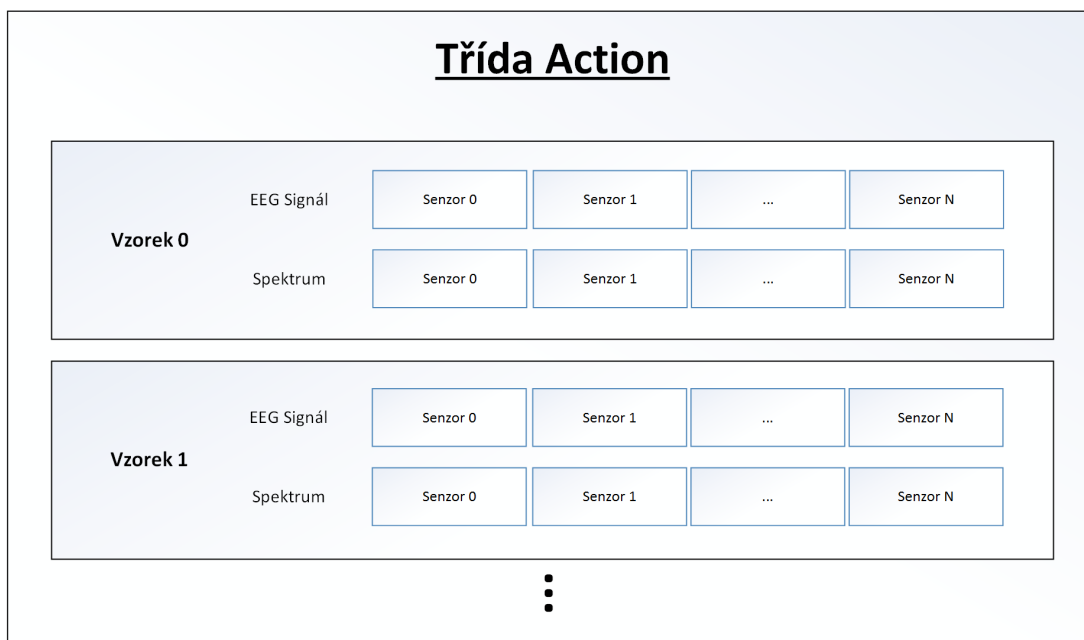 Třída Action
EEG Signál Senzor 0 Senzor 1 ... Senzor N
Vzorek 0
Spektrum Senzor 0 Senzor 1 ... Senzor N
EEG Signál Senzor 0 Senzor 1 ... Senzor N
Vzorek 1
Spektrum Senzor 0 Senzor 1 ... Senzor N